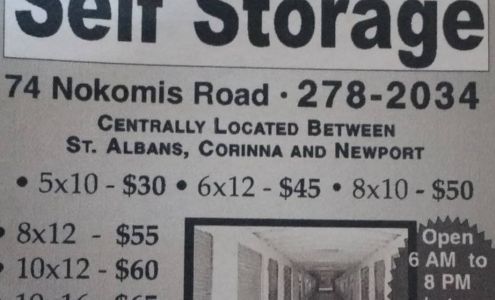 Self Storage
74 Nokomis Road · 278-2034
CENTRALLY LOCATED BETWEEN
ST. ALBANS, CORINNA AND NEWPORT
• 5x10 - $30 • 6x12 - $45 • 8x10 - $50
• 8x12 - $55
• 10x12 - $60
Open
6 AM to
8 PM